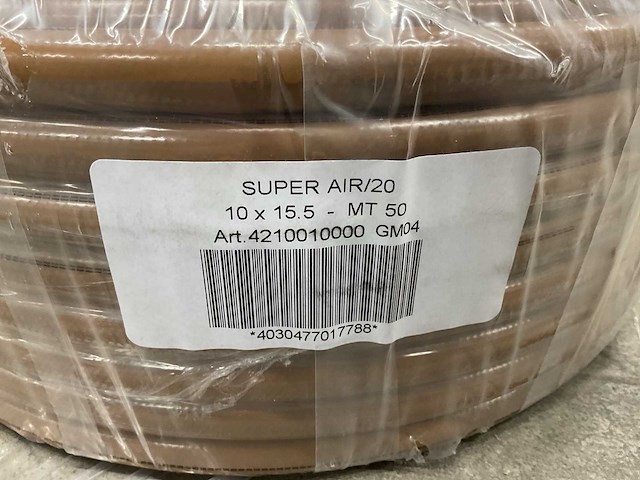 SUPER AIR/20
10 x 15.5 - MT 50
Art.4210010000 GM04
*4030477017788*